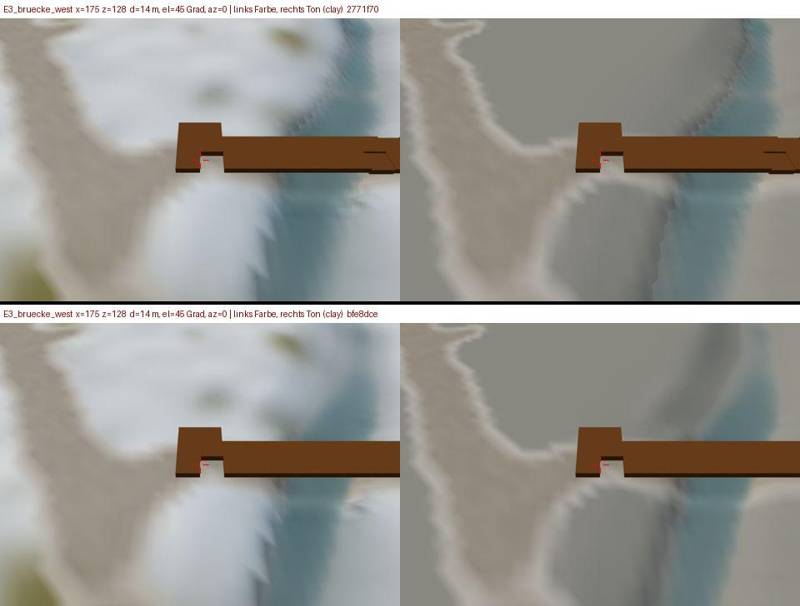 E3_bruecke_west x=175 z=128 d=14 m, el=45 Grad, az=0 | links Farbe, rechts Ton (clay) 2771f70
E3_bruecke_west x=175 z=128 d=14 m, el=45 Grad, az=0 | links Farbe, rechts Ton (clay) bfe8dce